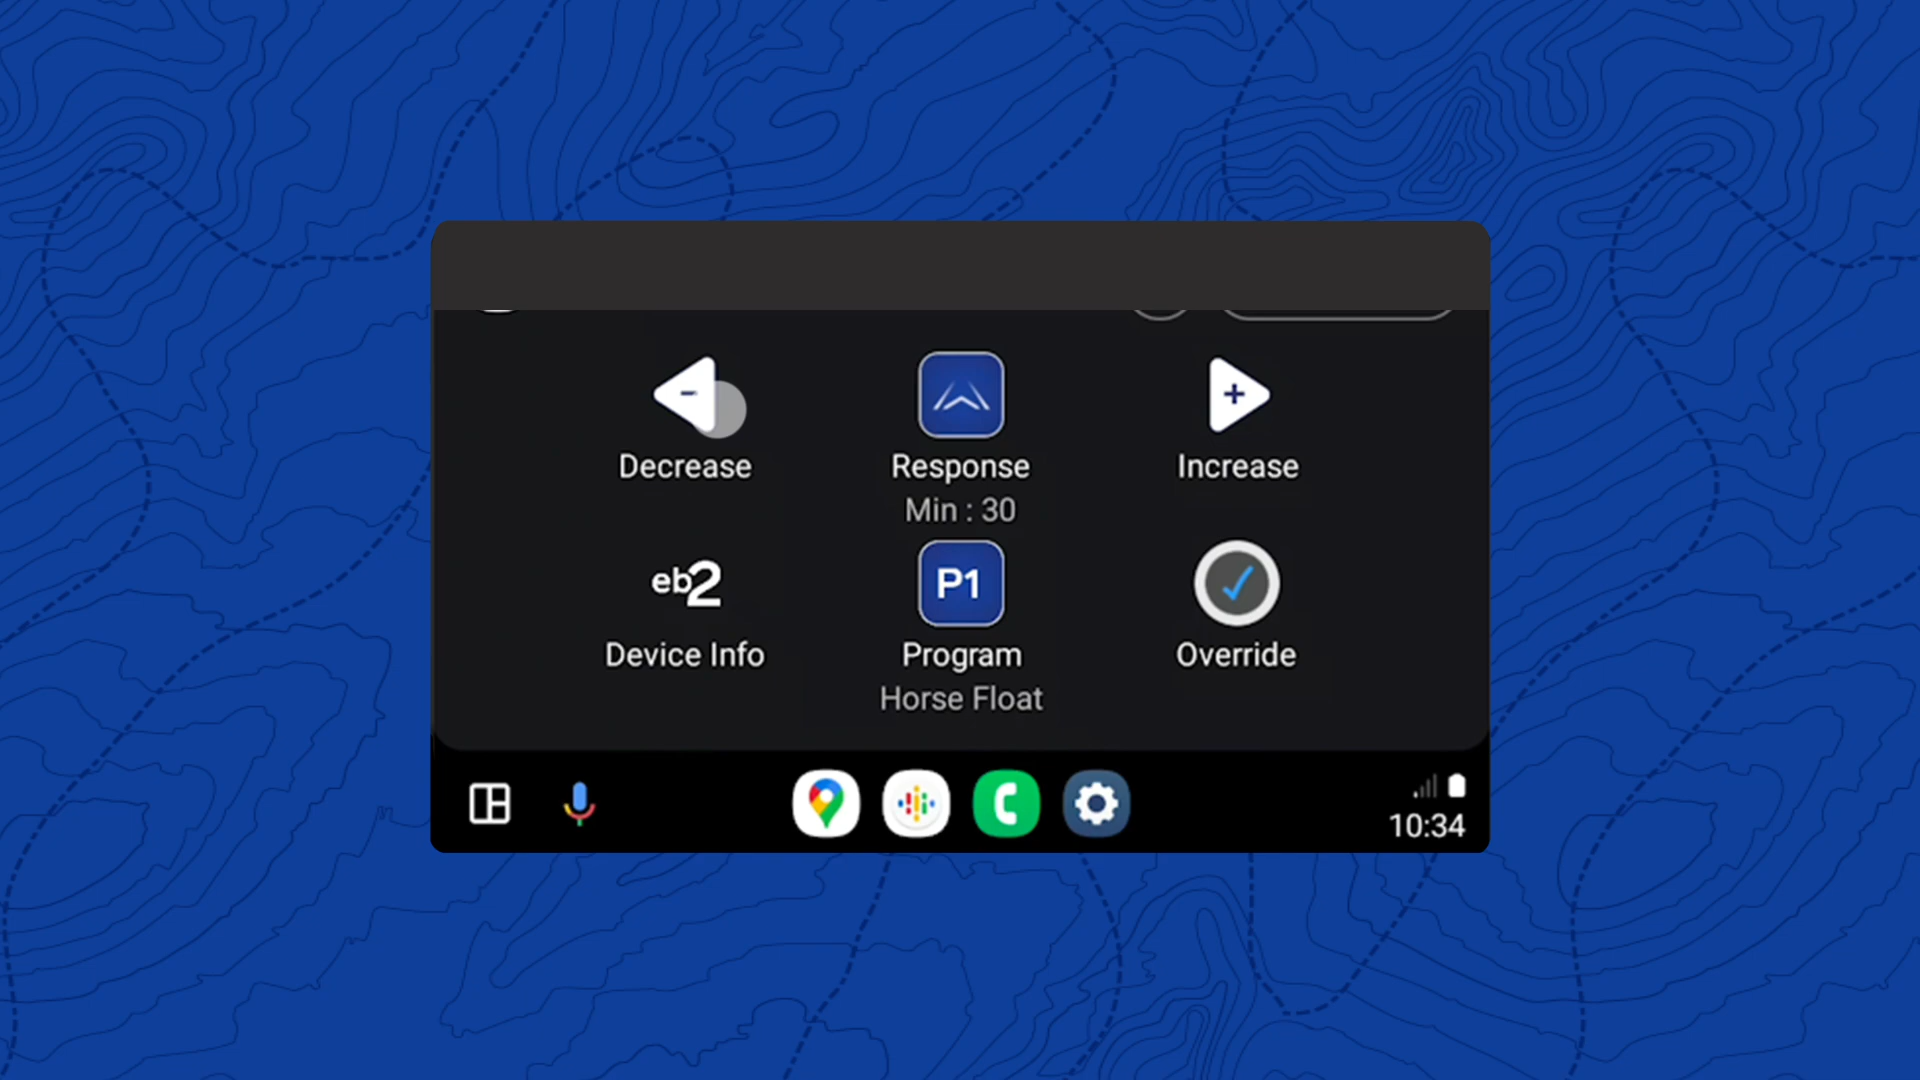 -
+
Decrease
Response
Increase
Min : 30
eb2
P1
Device Info
Program
Override
Horse Float
10:34